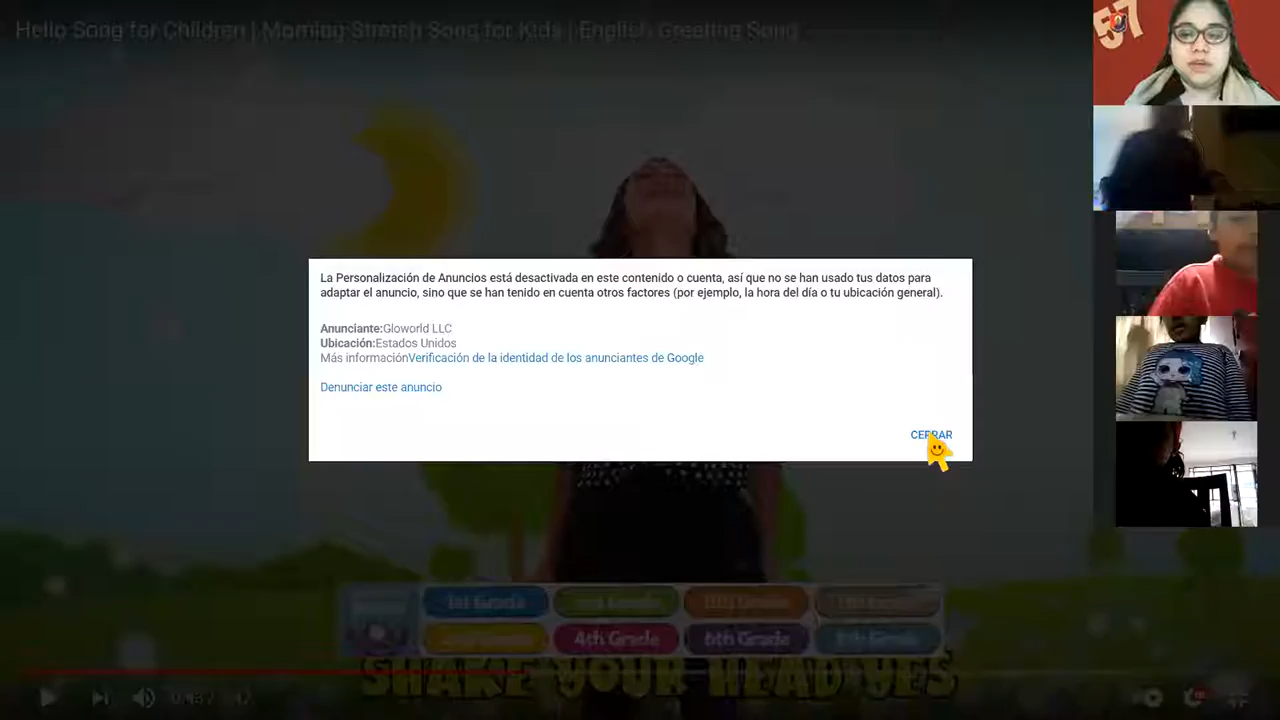 Hello Song for Children | Morning Stretch Song for Kids | English Greeting Song
57
La Personalización de Anuncios está desactivada en este contenido o cuenta, así que no se han usado tus datos para
adaptar el anuncio, sino que se han tenido en cuenta otros factores (por ejemplo, la hora del día o tu ubicación general).
Anunciante:Gloworld LLC
Ubicación:Estados Unidos
Más informaciónVerificación de la identidad de los anunciantes de Google
Denunciar este anuncio
CERRAR
1st Grade
4th Grade
6th Grade
SHAKE YOUR HEAD YES